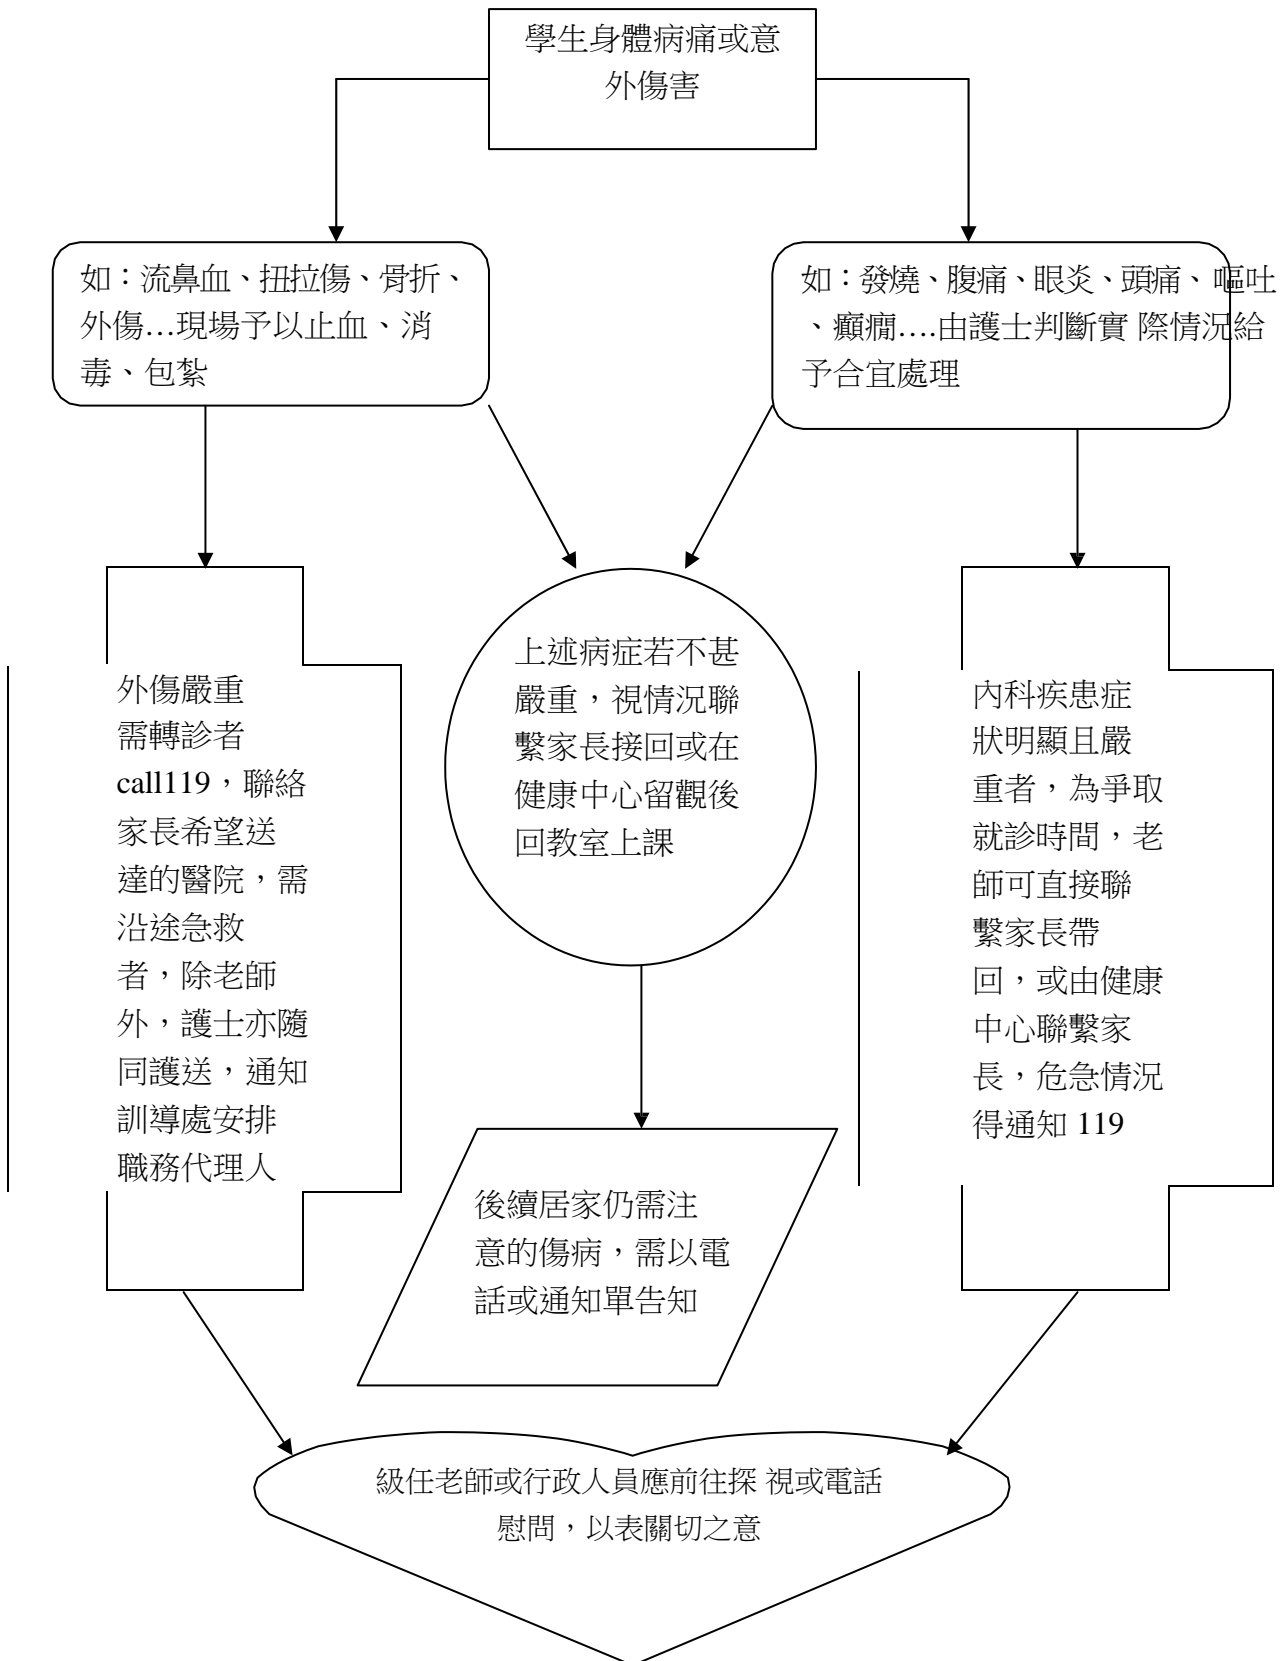 學生身體病痛或意
外傷害
如：流鼻血、扭拉傷、骨折、
外傷…現場予以止血、消
毒、包紮
如：發燒、腹痛、眼炎、頭痛、嘔吐
、癲癇….由護士判斷實 際情況給
予合宜處理
上述病症若不甚
嚴重，視情況聯
繫家長接回或在
健康中心留觀後
回教室上課
外傷嚴重
需轉診者
call119，聯絡
家長希望送
達的醫院，需
沿途急救
者，除老師
外，護士亦隨
同護送，通知
訓導處安排
職務代理人
內科疾患症
狀明顯且嚴
重者，為爭取
就診時間，老
師可直接聯
繫家長帶
回，或由健康
中心聯繫家
長，危急情況
得通知 119
後續居家仍需注
意的傷病，需以電
話或通知單告知
級任老師或行政人員應前往探 視或電話
慰問，以表關切之意